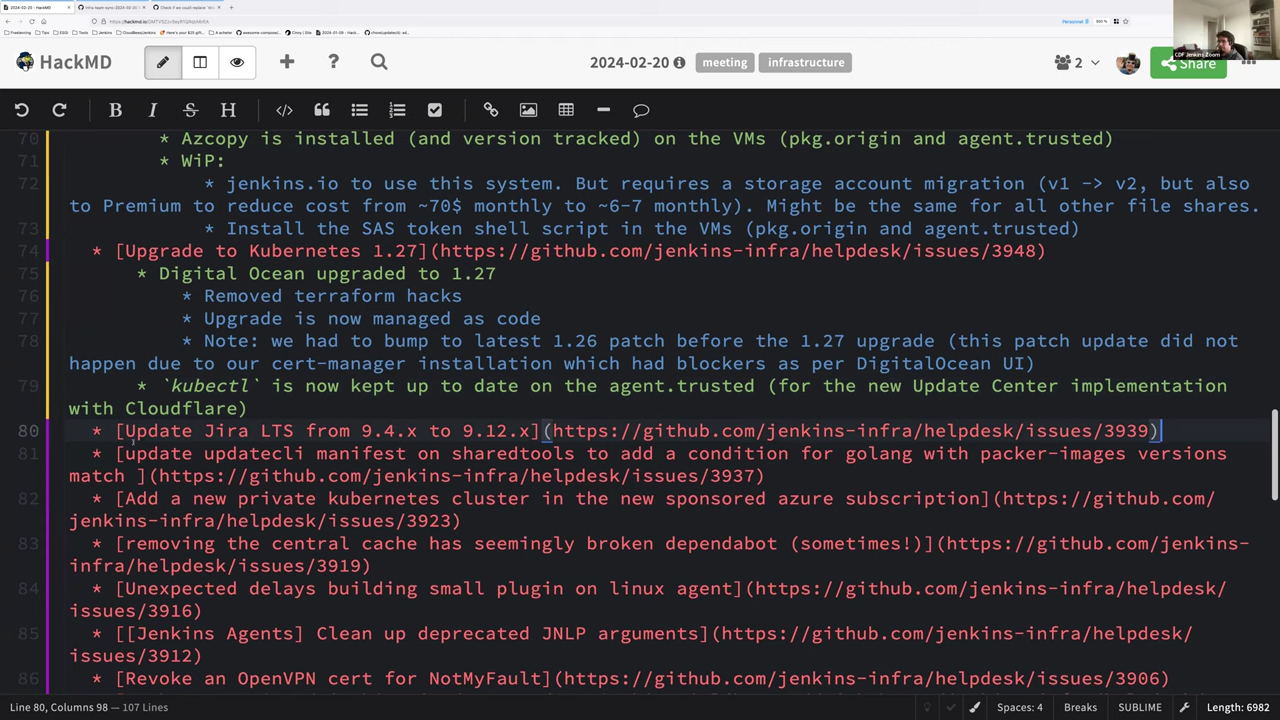 2024-02-20 - HackMD
HackMD
2024-02-20
meeting
infrastructure
2
Share
CDF Jenkins Zoom
70 * Azcopy is installed (and version tracked) on the VMs (pkg.origin and agent.trusted)
71 * WiP:
72 * jenkins.io to use this system. But requires a storage account migration (v1 -> v2, but also
to Premium to reduce cost from ~70$ monthly to ~6-7 monthly). Might be the same for all other file shares.
73 * Install the SAS token shell script in the VMs (pkg.origin and agent.trusted)
74 * [Upgrade to Kubernetes 1.27](https://github.com/jenkins-infra/helpdesk/issues/3948)
75 * Digital Ocean upgraded to 1.27
76 * Removed terraform hacks
77 * Upgrade is now managed as code
78 * Note: we had to bump to latest 1.26 patch before the 1.27 upgrade (this patch update did not
happen due to our cert-manager installation which had blockers as per DigitalOcean UI)
79 * `kubectl` is now kept up to date on the agent.trusted (for the new Update Center implementation
with Cloudflare)
80 * [Update Jira LTS from 9.4.x to 9.12.x](https://github.com/jenkins-infra/helpdesk/issues/3939)
81 * [update updatecli manifest on sharedtools to add a condition for golang with packer-images versions
match ](https://github.com/jenkins-infra/helpdesk/issues/3937)
82 * [Add a new private kubernetes cluster in the new sponsored azure subscription](https://github.com/
jenkins-infra/helpdesk/issues/3923)
83 * [removing the central cache has seemingly broken dependabot (sometimes!)](https://github.com/jenkins-
infra/helpdesk/issues/3919)
84 * [Unexpected delays building small plugin on linux agent](https://github.com/jenkins-infra/helpdesk/
issues/3916)
85 * [[Jenkins Agents] Clean up deprecated JNLP arguments](https://github.com/jenkins-infra/helpdesk/
issues/3912)
86 * [Revoke an OpenVPN cert for NotMyFault](https://github.com/jenkins-infra/helpdesk/issues/3906)
Line 80, Columns 98 — 107 Lines
Spaces: 4
Breaks
SUBLIME
Length: 6982